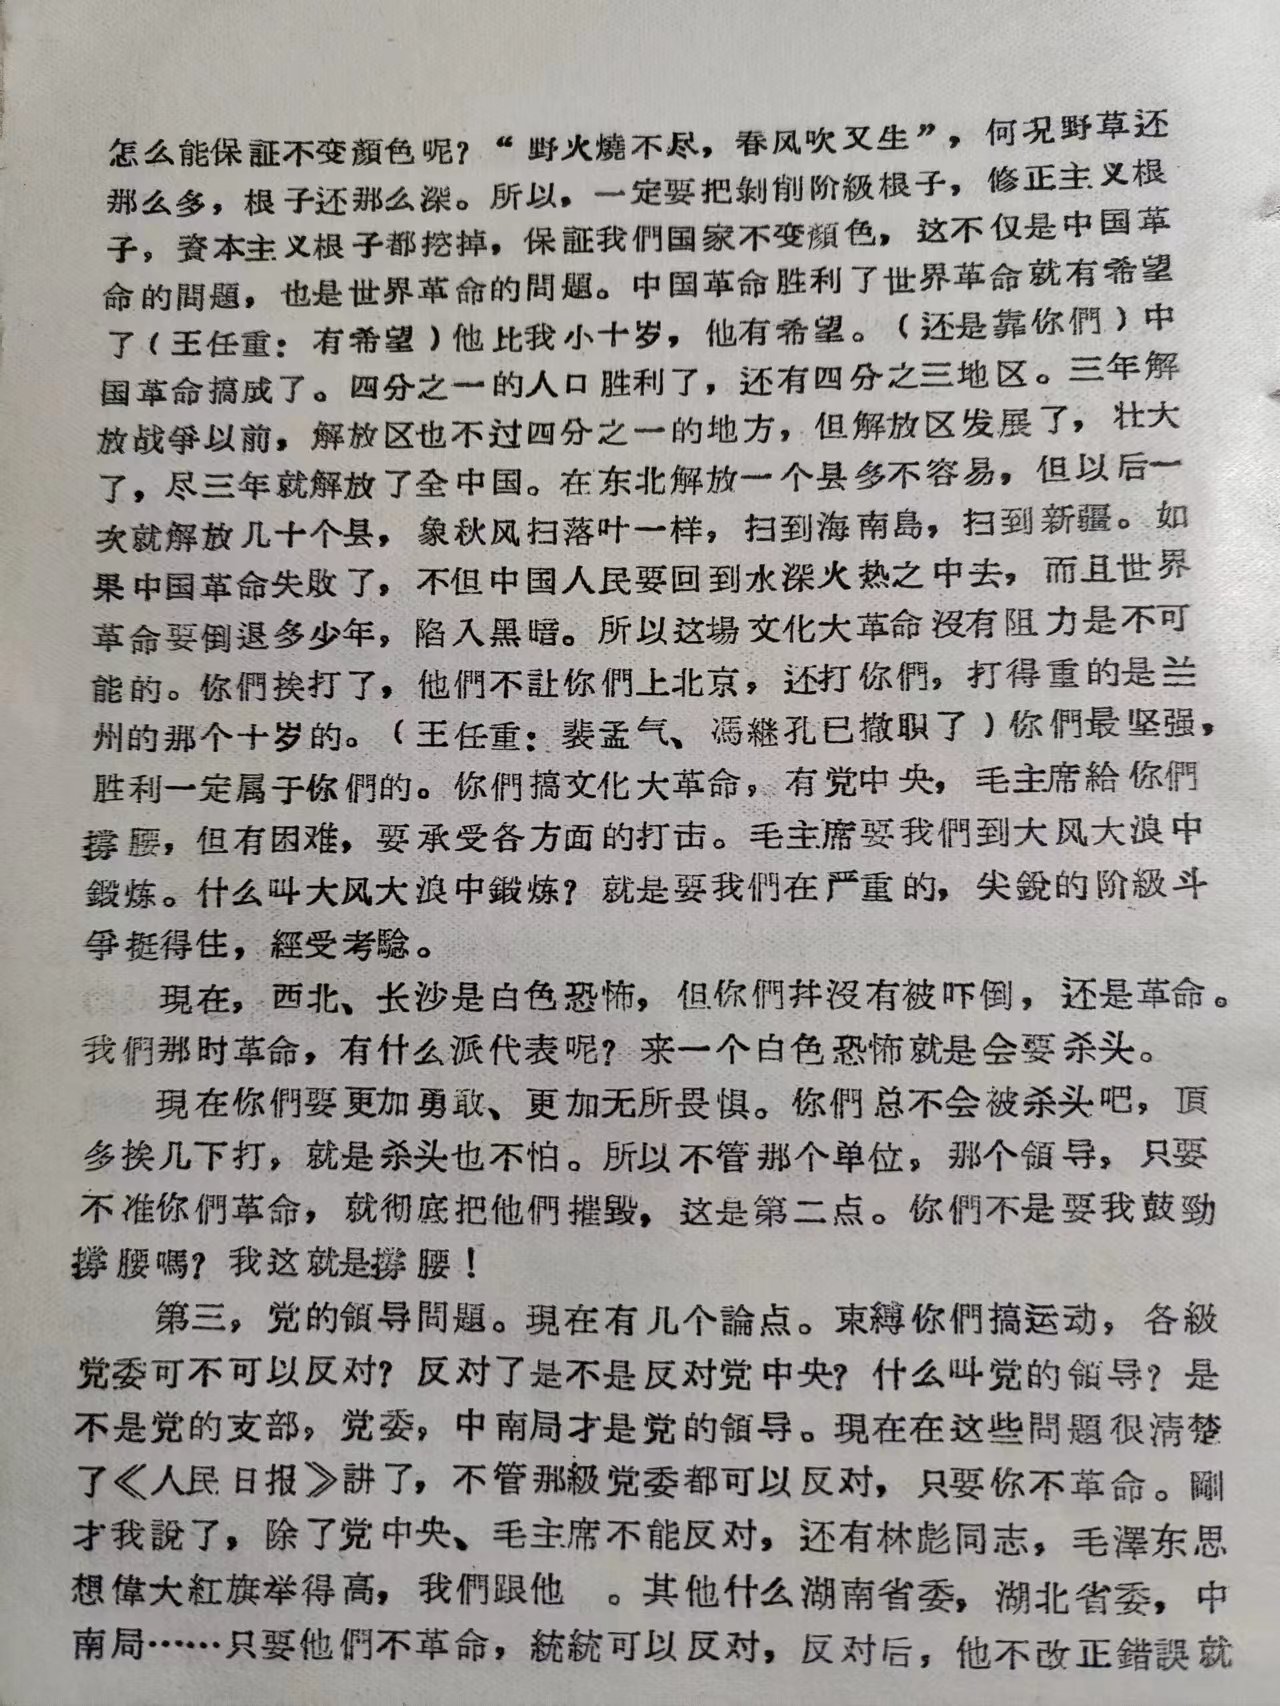 怎么能保証不变顏色呢？“野火燒不尽，春风吹又生”，何况野草还
那么多，根子还那么深。所以，一定要把剝削阶級根子，修正主义根
子，資本主义根子都挖掉，保証我們国家不变顏色，这不仅是中国革
命的問題，也是世界革命的問題。中国革命胜利了世界革命就有希望
了（王任重：有希望）他比我小十岁，他有希望。（还是靠你們）中
国革命搞成了。四分之一的人口胜利了，还有四分之三地区。三年解
放战爭以前，解放区也不过四分之一的地方，但解放区发展了，壮大
了，尽三年就解放了全中国。在东北解放一个县多不容易，但以后一
次就解放几十个县，象秋风扫落叶一样，扫到海南島，扫到新疆。如
果中国革命失敗了，不但中国人民要回到水深火热之中去，而且世界
革命要倒退多少年，陷入黑暗。所以这場文化大革命沒有阻力是不可
能的。你們挨打了，他們不訨你們上北京，还打你們，打得重的是兰
州的那个十岁的。（王任重：裴孟气、馮継孔已撤职了）你們最坚强，
胜利一定属于你們的。你們搞文化大革命，有党中央，毛主席給你們
撐腰，但有困难，要承受各方面的打击。毛主席要我們到大风大浪中
鍛炼。什么叫大风大浪中鍛炼？就是要我們在严重的，尖銳的阶級斗
爭挺得住，經受考驗。
現在，西北、长沙是白色恐怖，但你們幷沒有被吓倒，还是革命。
我們那时革命，有什么派代表呢？来一个白色恐怖就是会要杀头。
現在你們要更加勇敢、更加无所畏惧。你們总不会被杀头吧，頂
多挨几下打，就是杀头也不怕。所以不管那个单位，那个領导，只要
不准你們革命，就彻底把他們摧毀，这是第二点。你們不是要我鼓勁
撐腰嗎？我这就是撐腰！
第三，党的領导問題。現在有几个論点。束縛你們搞运动，各級
党委可不可以反对？反对了是不是反对党中央？什么叫党的領导？是
不是党的支部，党委，中南局才是党的領导。現在在这些問題很清楚
了《人民日报》訨了，不管那級党委都可以反对，只要你不革命。剛
才我說了，除了党中央、毛主席不能反对，还有林彪同志，毛澤东思
想偉大紅旗举得高，我們跟他　。其他什么湖南省委，湖北省委，中
南局……只要他們不革命，統統可以反对，反对后，他不改正錯誤就